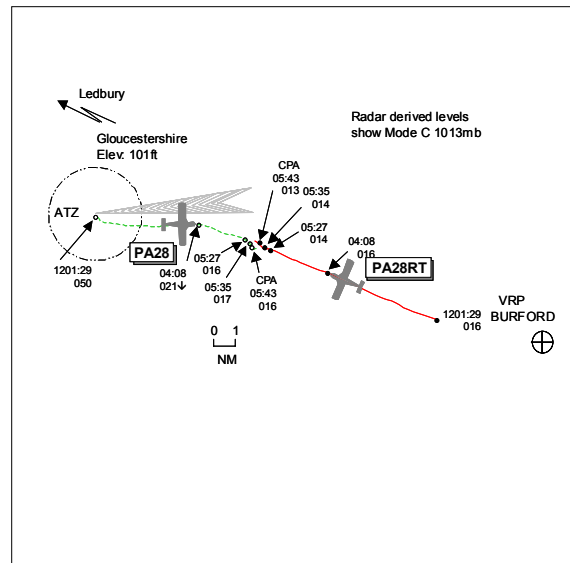 Ledbury
Gloucestershire
Elev: 101ft
Radar derived levels
show Mode C 1013mb
CPA
05:43
013
05:35
014
05:27
014
ATZ
PA28
04:08
016
PA28RT
1201:29
050
04:08
021↓
05:27
016
05:35
017
CPA
05:43
016
VRP
BURFORD
1201:29
016
0 1
NM